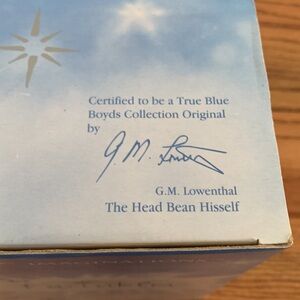 Certified to be a True Blue
Boyds Collection Original
by
G.M. Lowenthal
The Head Bean Hisself